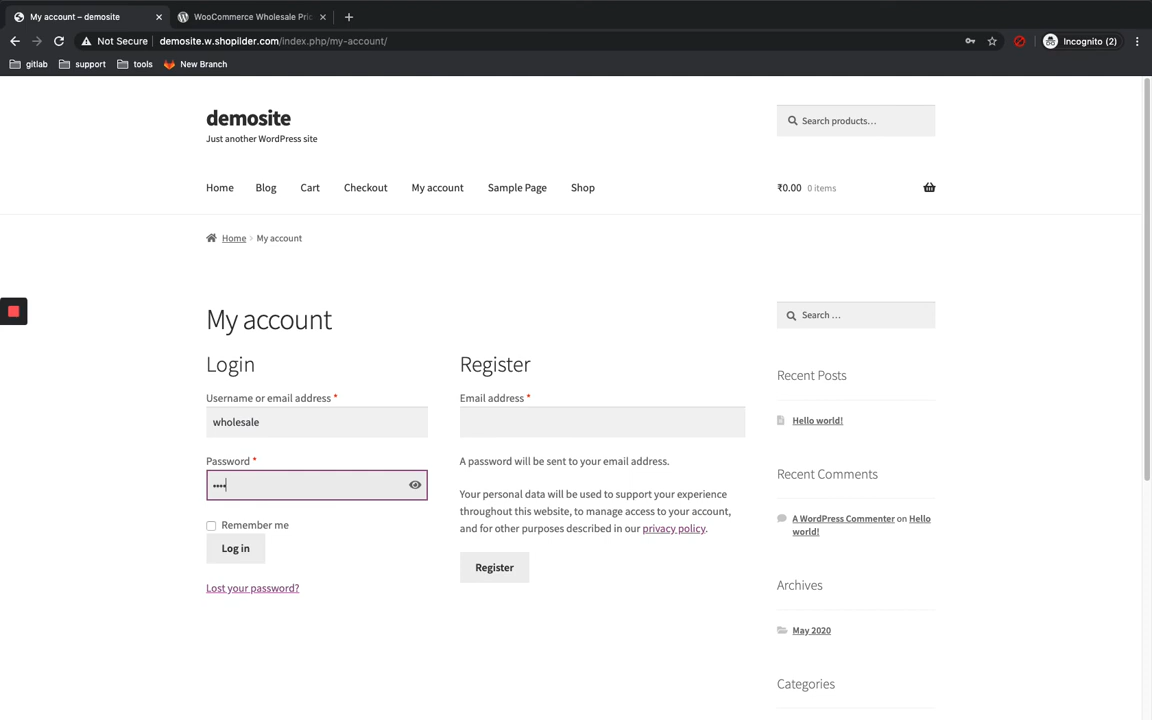 My account – demosite
WooCommerce Wholesale Pric
Not Secure
demosite.w.shopilder.com/index.php/my-account/
Incognito (2)
gitlab
support
tools
New Branch
demosite
Just another WordPress site
Search products…
Home
Blog
Cart
Checkout
My account
Sample Page
Shop
₹0.00 0 items
Home
My account
My account
Search …
Login
Register
Recent Posts
Username or email address *
Email address *
wholesale
Hello world!
Password *
A password will be sent to your email address.
••••
Recent Comments
Your personal data will be used to support your experience
throughout this website, to manage access to your account,
and for other purposes described in our privacy policy.
A WordPress Commenter on Hello
world!
Remember me
Log in
Register
Lost your password?
Archives
May 2020
Categories